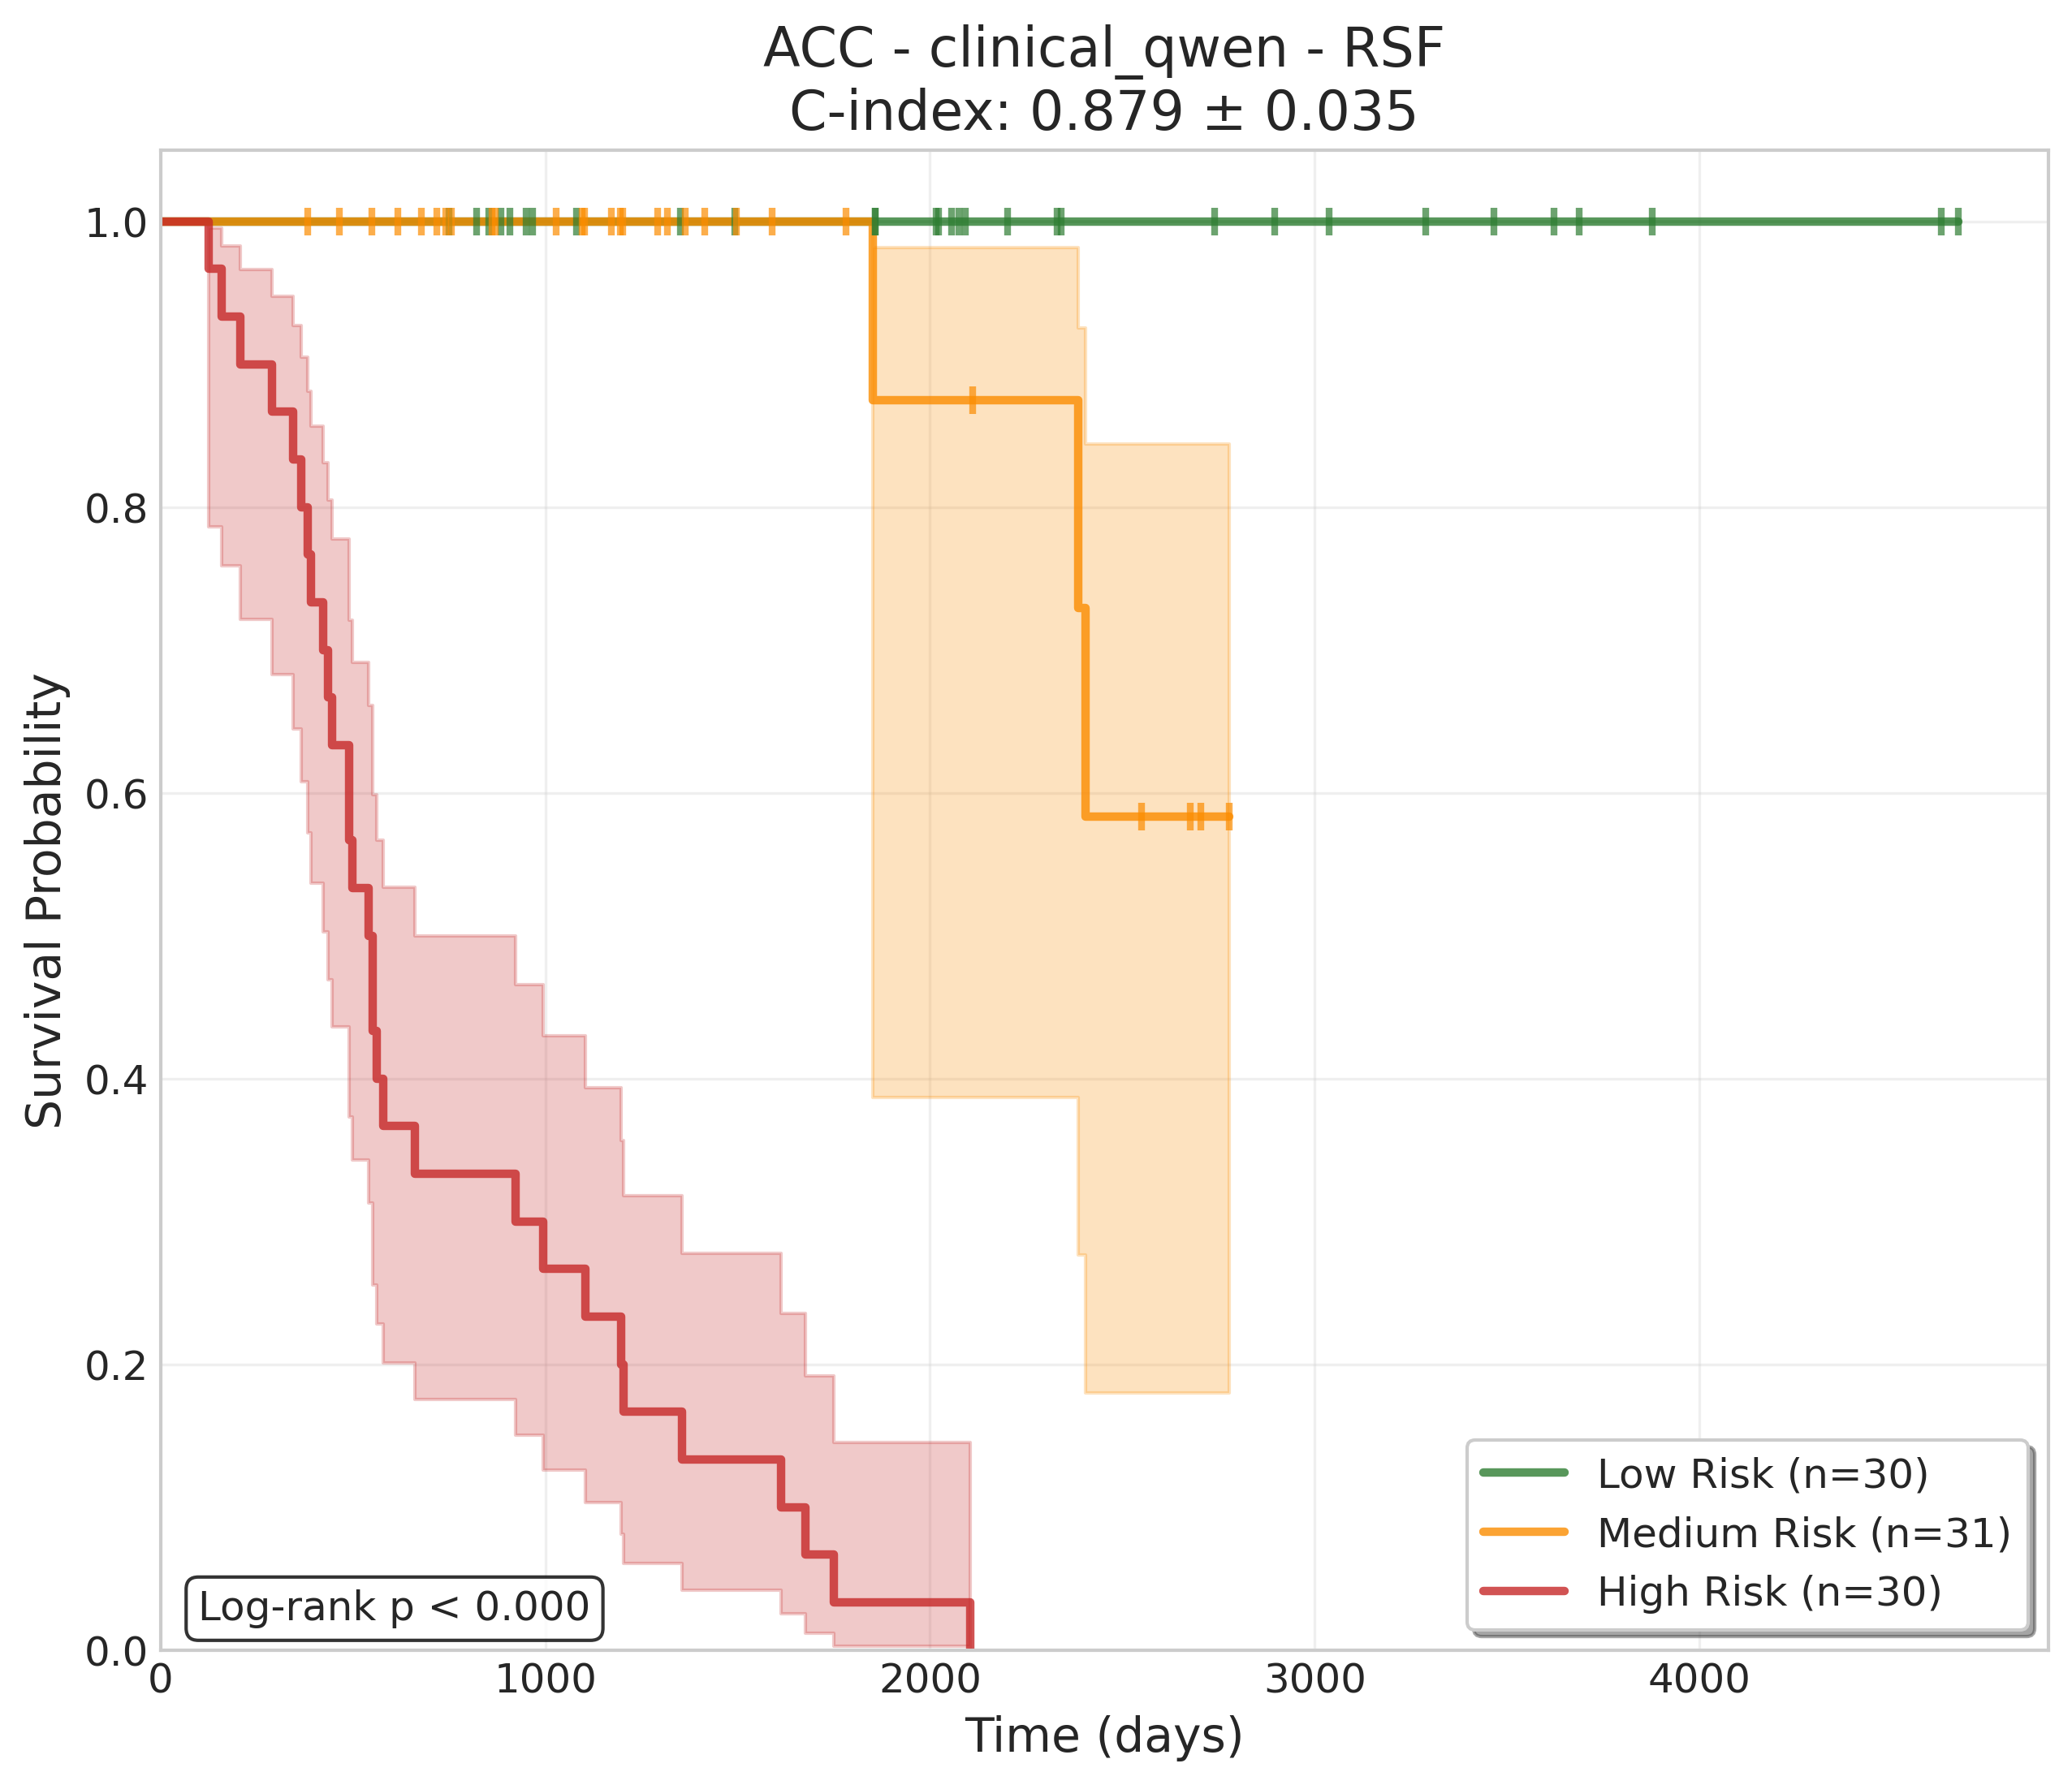 ACC - clinical_qwen - RSF
C-index: 0.879 ± 0.035
Survival Probability
1.0
0.8
0.6
0.4
0.2
0.0
0
1000
2000
3000
4000
Time (days)
Log-rank p < 0.000
Low Risk (n=30)
Medium Risk (n=31)
High Risk (n=30)